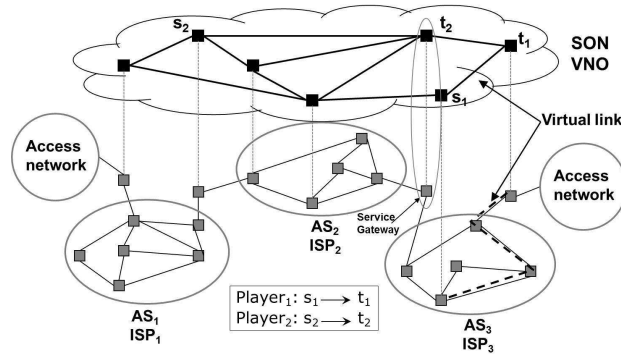 s2
t2
t1
SON
VNO
s1
Virtual link
Access
network
Access
network
AS2
ISP2
Service
Gateway
AS1
ISP1
Player1: s1 → t1
Player2: s2 → t2
AS3
ISP3